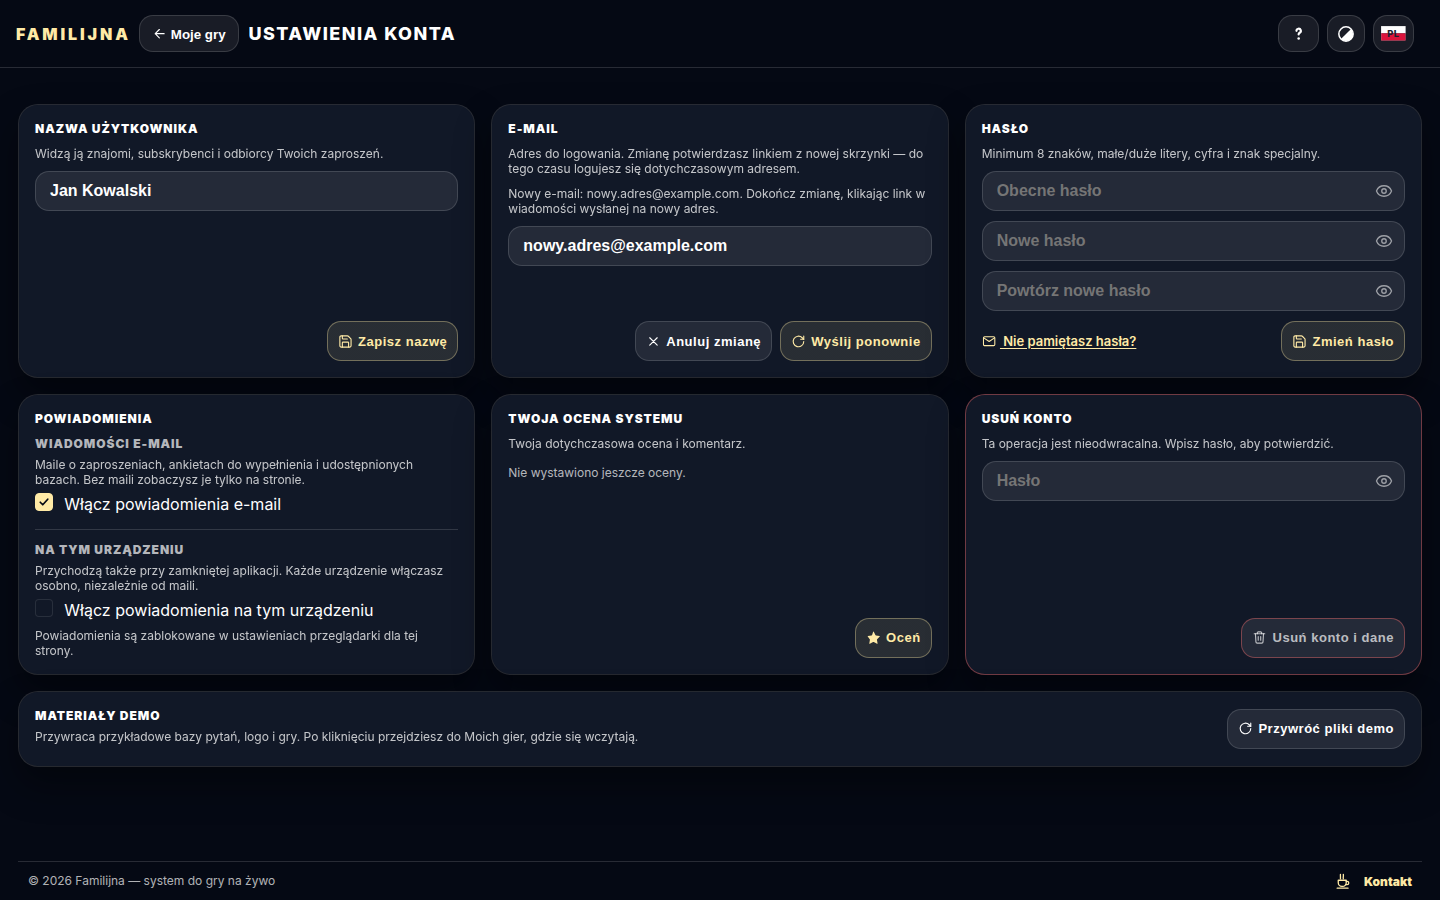 FAMILIJNA
Moje gry
USTAWIENIA KONTA
?
PL
NAZWA UŻYTKOWNIKA
Widzą ją znajomi, subskrybenci i odbiorcy Twoich zaproszeń.
Jan Kowalski
Zapisz nazwę
E-MAIL
Adres do logowania. Zmianę potwierdzasz linkiem z nowej skrzynki — do
tego czasu logujesz się dotychczasowym adresem.
Nowy e-mail: nowy.adres@example.com. Dokończ zmianę, klikając link w
wiadomości wysłanej na nowy adres.
nowy.adres@example.com
Anuluj zmianę
Wyślij ponownie
HASŁO
Minimum 8 znaków, małe/duże litery, cyfra i znak specjalny.
Obecne hasło
Nowe hasło
Powtórz nowe hasło
Nie pamiętasz hasła?
Zmień hasło
POWIADOMIENIA
WIADOMOŚCI E-MAIL
Maile o zaproszeniach, ankietach do wypełnienia i udostępnionych
bazach. Bez maili zobaczysz je tylko na stronie.
Włącz powiadomienia e-mail
NA TYM URZĄDZENIU
Przychodzą także przy zamkniętej aplikacji. Każde urządzenie włączasz
osobno, niezależnie od maili.
Włącz powiadomienia na tym urządzeniu
Powiadomienia są zablokowane w ustawieniach przeglądarki dla tej
strony.
TWOJA OCENA SYSTEMU
Twoja dotychczasowa ocena i komentarz.
Nie wystawiono jeszcze oceny.
Oceń
USUŃ KONTO
Ta operacja jest nieodwracalna. Wpisz hasło, aby potwierdzić.
Hasło
Usuń konto i dane
MATERIAŁY DEMO
Przywraca przykładowe bazy pytań, logo i gry. Po kliknięciu przejdziesz do Moich gier, gdzie się wczytają.
Przywróć pliki demo
© 2026 Familijna — system do gry na żywo
Kontakt